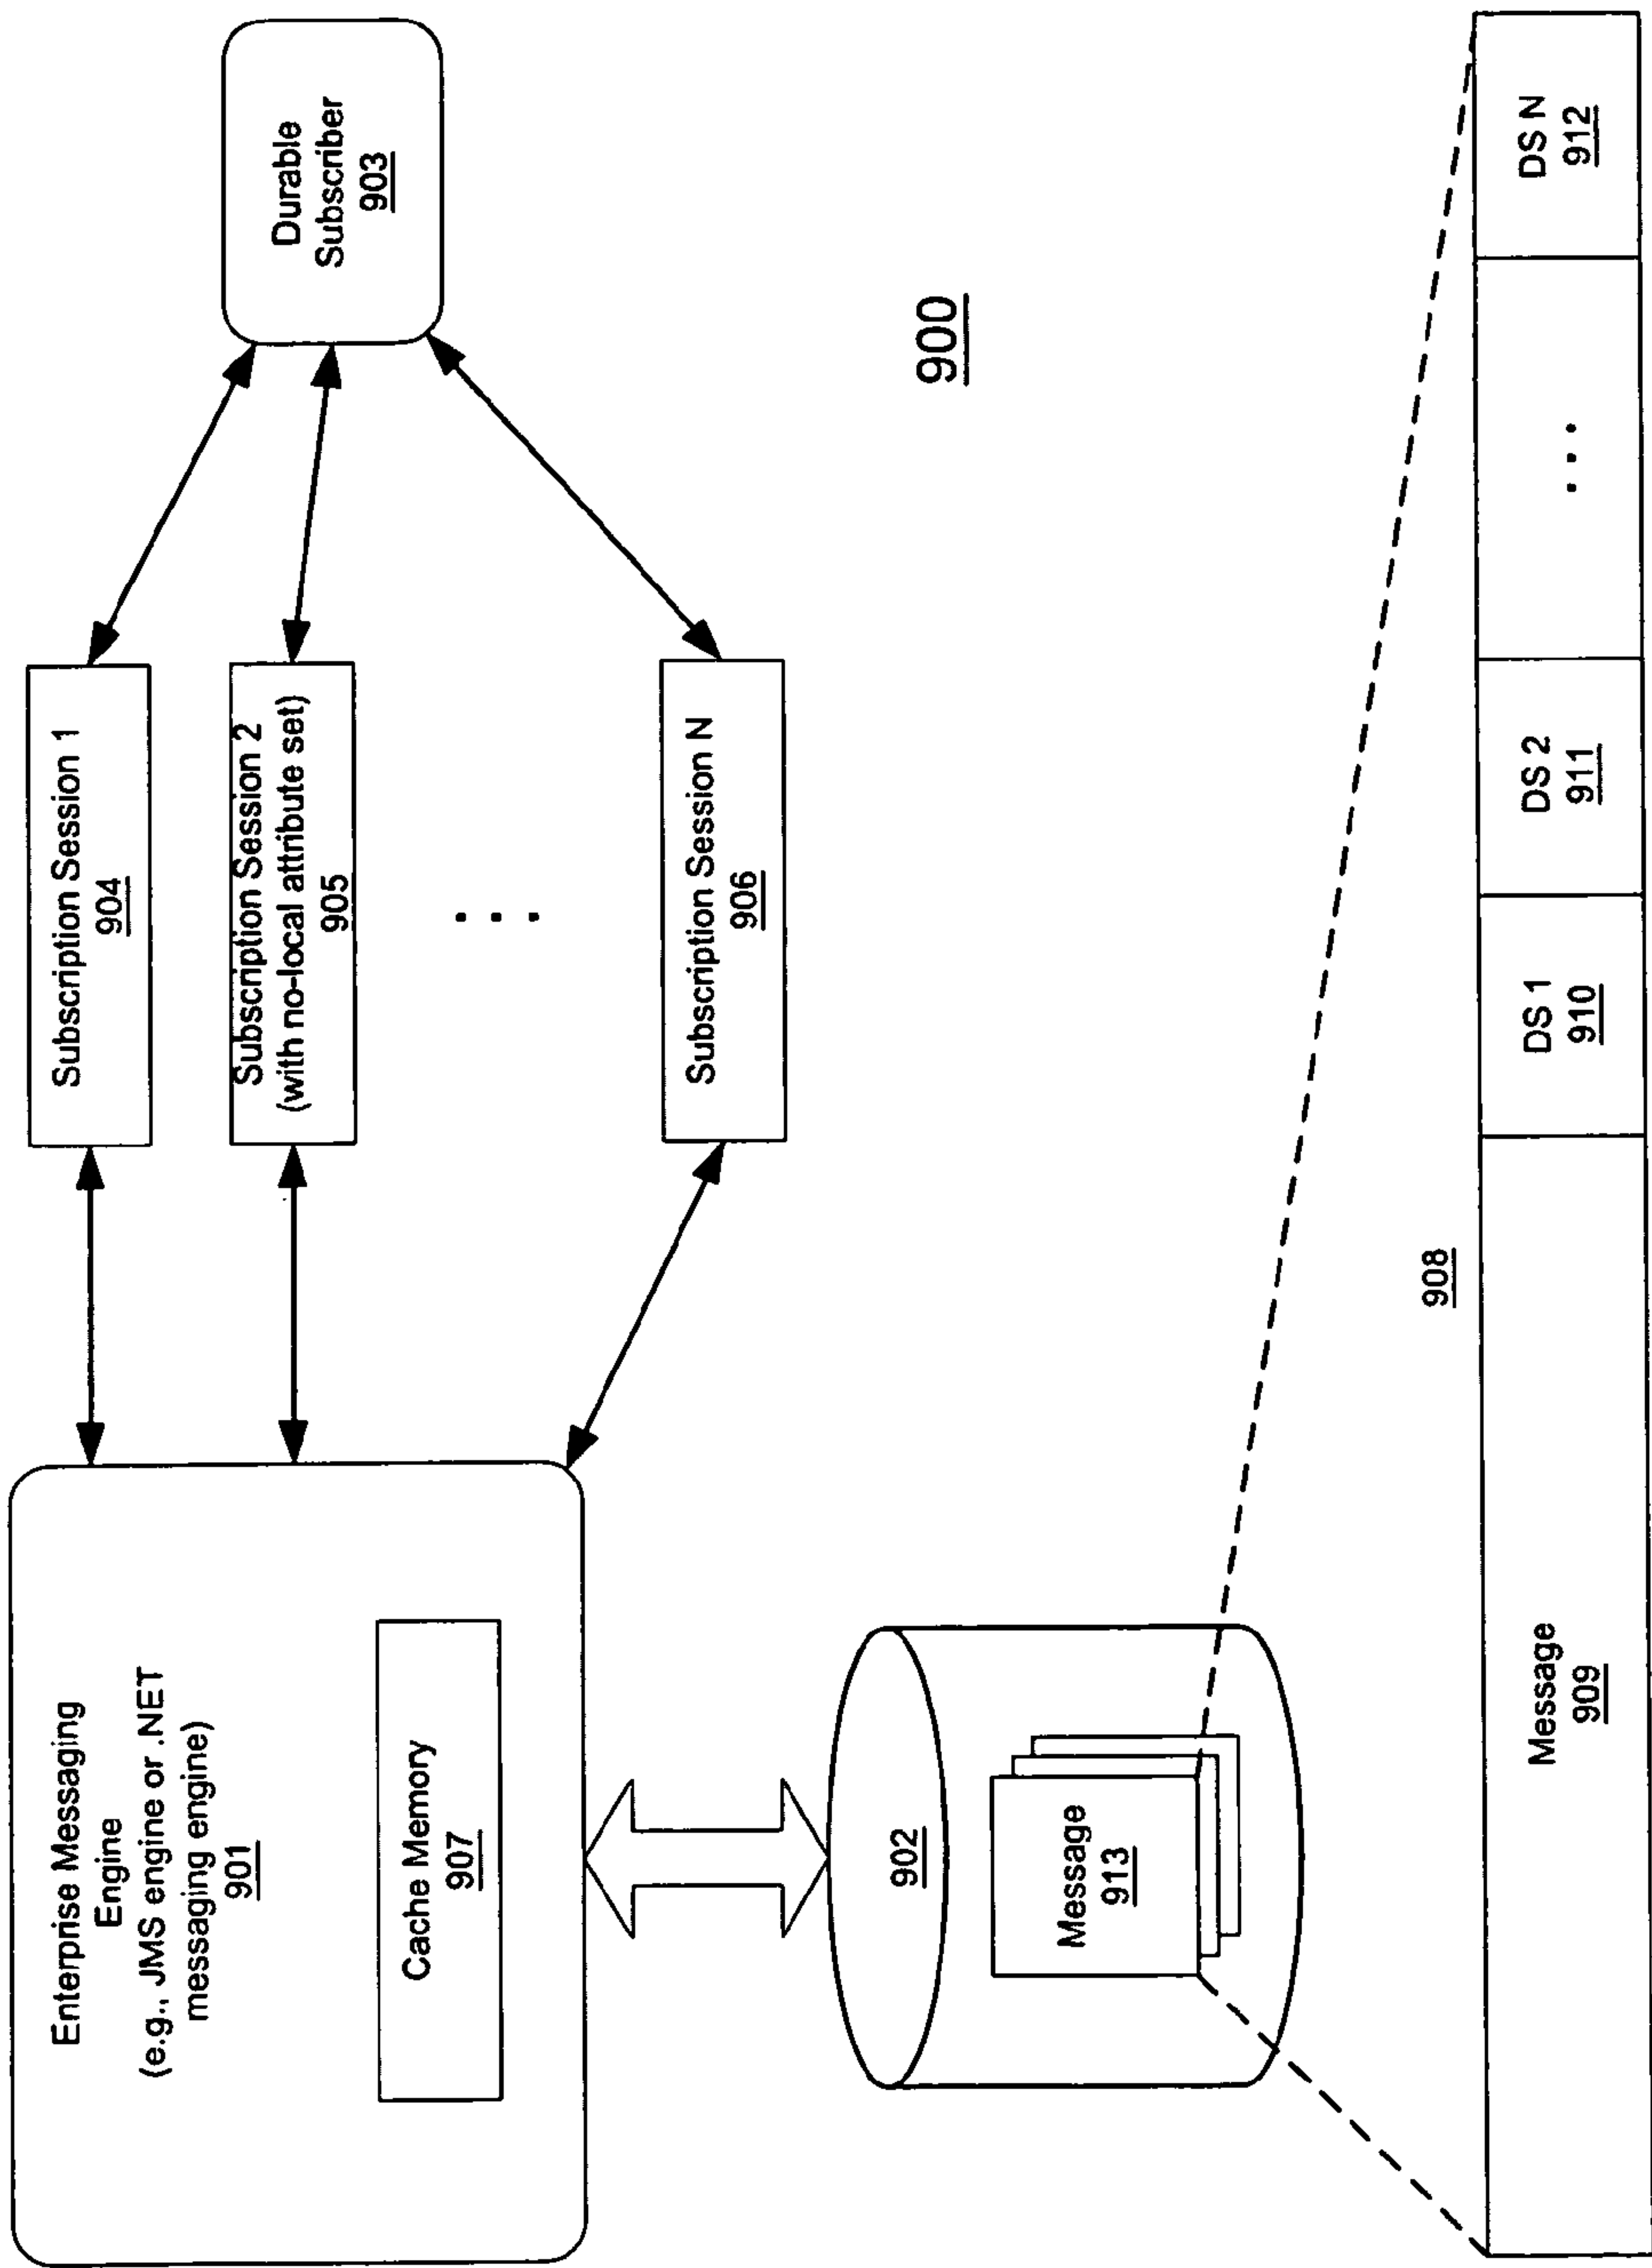 Enterprise Messaging
Engine
(e.g., JMS engine or .NET
messaging engine)
901
Cache Memory
907
Subscription Session 1
904
Subscription Session 2
(with no-local attribute set)
905
. . .
Subscription Session N
906
Durable
Subscriber
903
902
Message
913
900
908
Message
909
DS 1
910
DS 2
911
. . .
DS N
912